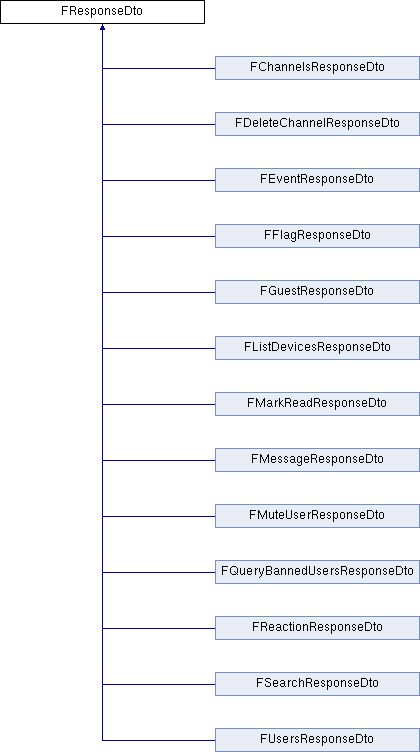 FResponseDto
FChannelsResponseDto
FDeleteChannelResponseDto
FEventResponseDto
FFlagResponseDto
FGuestResponseDto
FListDevicesResponseDto
FMarkReadResponseDto
FMessageResponseDto
FMuteUserResponseDto
FQueryBannedUsersResponseDto
FReactionResponseDto
FSearchResponseDto
FUsersResponseDto